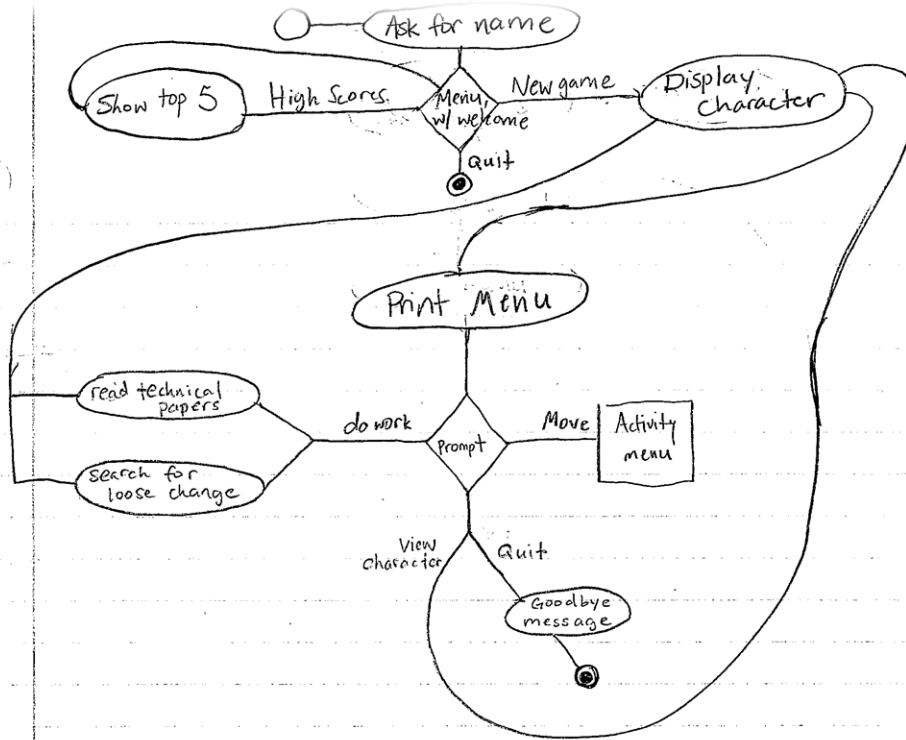 Ask for name
Show top 5
High Scores
Menu,
w/ welcome
New game
Display
character
Quit
Print Menu
read technical
papers
search for
loose change
do work
Prompt
Move
Activity
menu
View
character
Quit
Goodbye
message